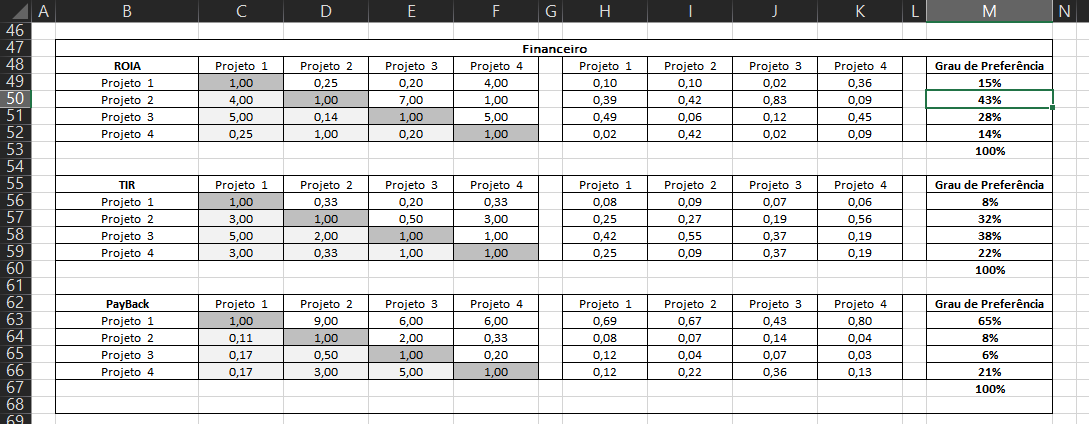 A B C D E F G H I J K L M N
46
47 Financeiro
48 ROIA Projeto 1 Projeto 2 Projeto 3 Projeto 4 Projeto 1 Projeto 2 Projeto 3 Projeto 4 Grau de Preferência
49 Projeto 1 1,00 0,25 0,20 4,00 0,10 0,10 0,02 0,36 15%
50 Projeto 2 4,00 1,00 7,00 1,00 0,39 0,42 0,83 0,09 43%
51 Projeto 3 5,00 0,14 1,00 5,00 0,49 0,06 0,12 0,45 28%
52 Projeto 4 0,25 1,00 0,20 1,00 0,02 0,42 0,02 0,09 14%
53 100%
54
55 TIR Projeto 1 Projeto 2 Projeto 3 Projeto 4 Projeto 1 Projeto 2 Projeto 3 Projeto 4 Grau de Preferência
56 Projeto 1 1,00 0,33 0,20 0,33 0,08 0,09 0,07 0,06 8%
57 Projeto 2 3,00 1,00 0,50 3,00 0,25 0,27 0,19 0,56 32%
58 Projeto 3 5,00 2,00 1,00 1,00 0,42 0,55 0,37 0,19 38%
59 Projeto 4 3,00 0,33 1,00 1,00 0,25 0,09 0,37 0,19 22%
60 100%
61
62 PayBack Projeto 1 Projeto 2 Projeto 3 Projeto 4 Projeto 1 Projeto 2 Projeto 3 Projeto 4 Grau de Preferência
63 Projeto 1 1,00 9,00 6,00 6,00 0,69 0,67 0,43 0,80 65%
64 Projeto 2 0,11 1,00 2,00 0,33 0,08 0,07 0,14 0,04 8%
65 Projeto 3 0,17 0,50 1,00 0,20 0,12 0,04 0,07 0,03 6%
66 Projeto 4 0,17 3,00 5,00 1,00 0,12 0,22 0,36 0,13 21%
67 100%
68
69